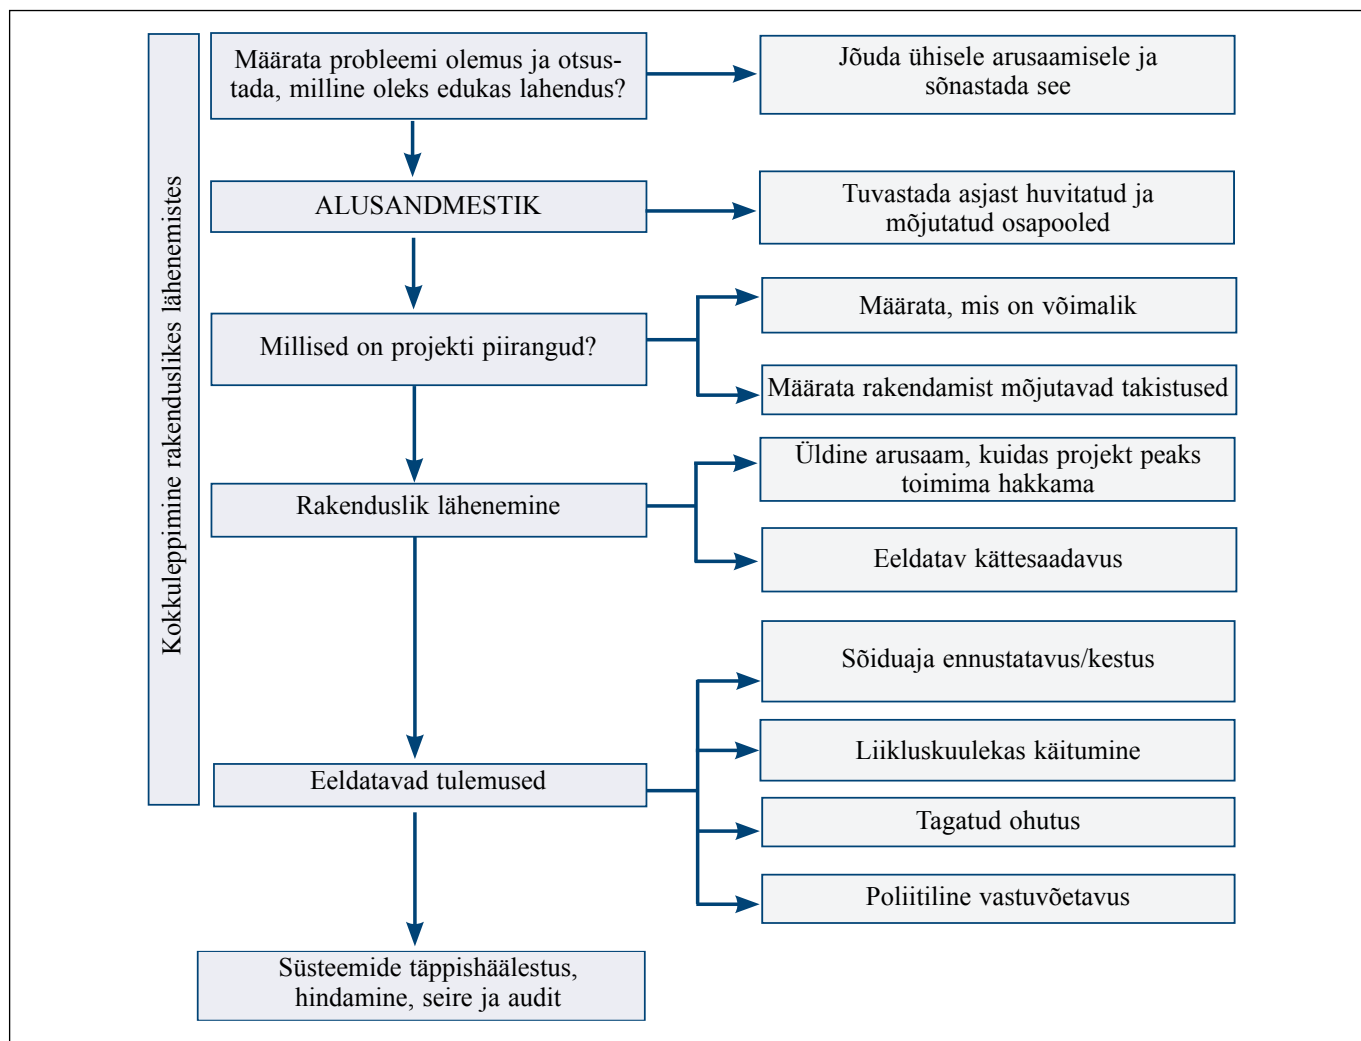 Kokkuleppimine rakenduslikes lähenemistes
Määrata probleemi olemus ja otsus-
tada, milline oleks edukas lahendus?
Jõuda ühisele arusaamisele ja
sõnastada see
ALUSANDMESTIK
Tuvastada asjast huvitatud ja
mõjutatud osapooled
Millised on projekti piirangud?
Määrata, mis on võimalik
Määrata rakendamist mõjutavad takistused
Rakenduslik lähenemine
Üldine arusaam, kuidas projekt peaks
toimima hakkama
Eeldatav kättesaadavus
Eeldatavad tulemused
Sõiduaja ennustatavus/kestus
Liikluskuulekas käitumine
Tagatud ohutus
Poliitiline vastuvõetavus
Süsteemide täppishäälestus,
hindamine, seire ja audit